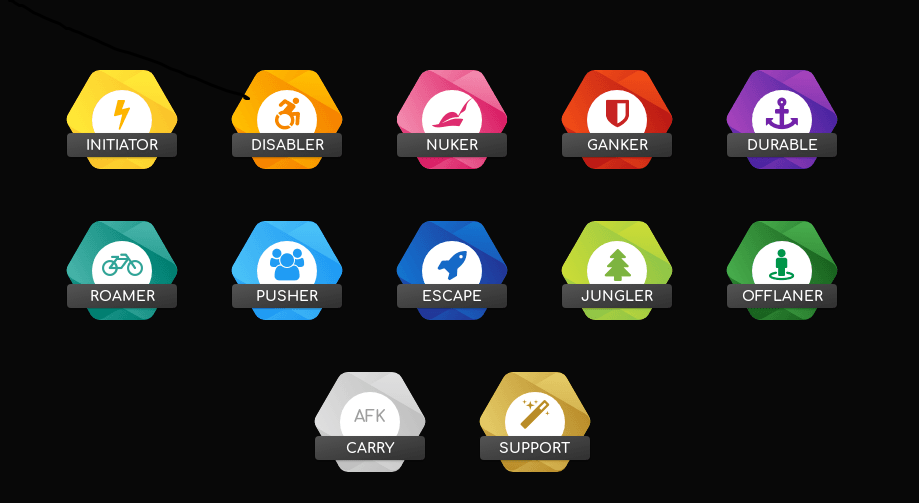 INITIATOR
DISABLER
NUKER
GANKER
DURABLE
ROAMER
PUSHER
ESCAPE
JUNGLER
OFFLANER
AFK
CARRY
SUPPORT